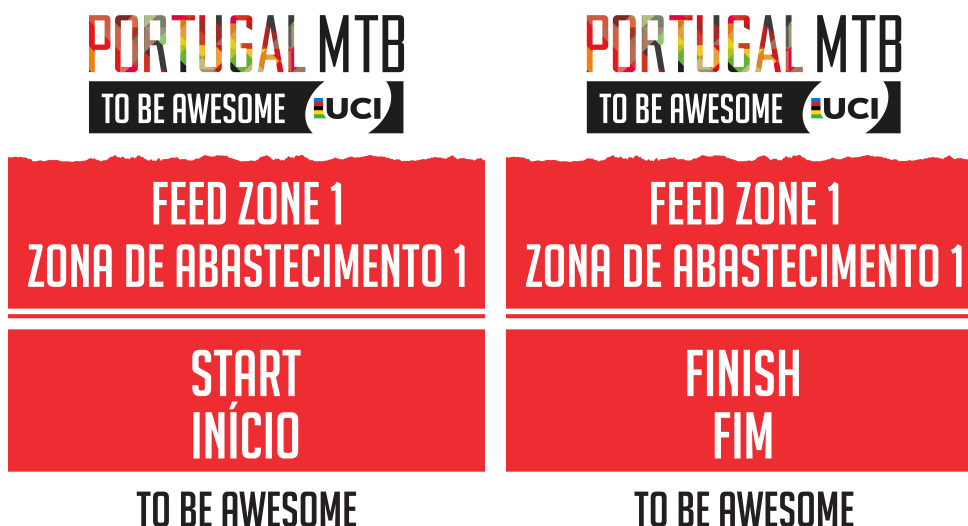 PORTUGAL MTB
TO BE AWESOME UCI
FEED ZONE 1
ZONA DE ABASTECIMENTO 1
START
INÍCIO
TO BE AWESOME
PORTUGAL MTB
TO BE AWESOME UCI
FEED ZONE 1
ZONA DE ABASTECIMENTO 1
FINISH
FIM
TO BE AWESOME